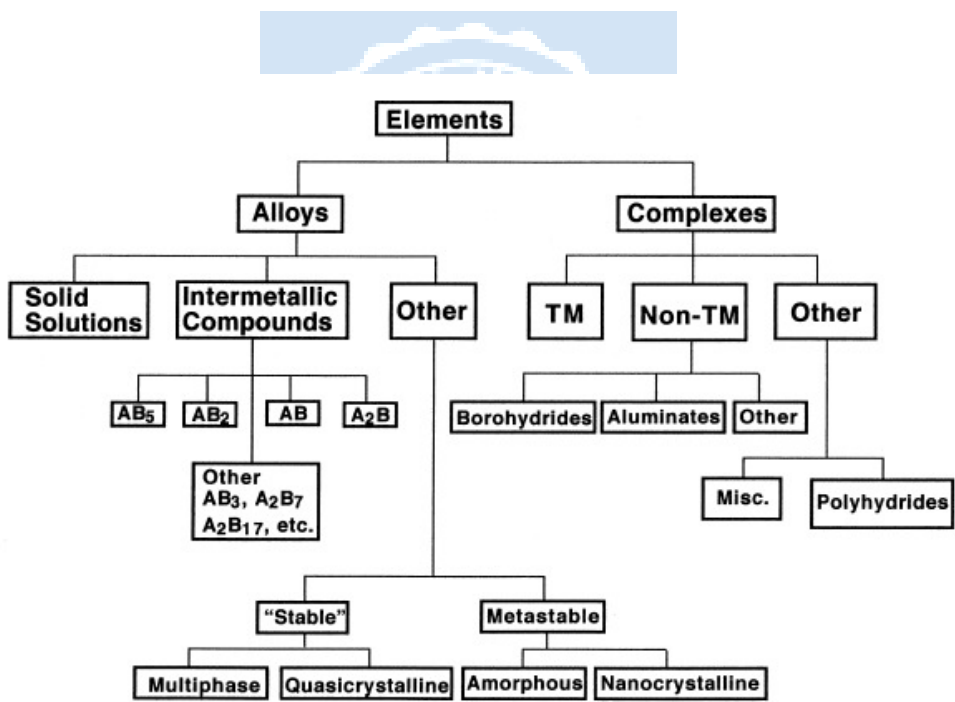 Elements
Alloys
Complexes
Solid
Solutions
Intermetallic
Compounds
Other
TM
Non-TM
Other
AB5
AB2
AB
A2B
Other
AB3, A2B7
A2B17, etc.
Borohydrides
Aluminates
Other
Misc.
Polyhydrides
“Stable”
Metastable
Multiphase
Quasicrystalline
Amorphous
Nanocrystalline